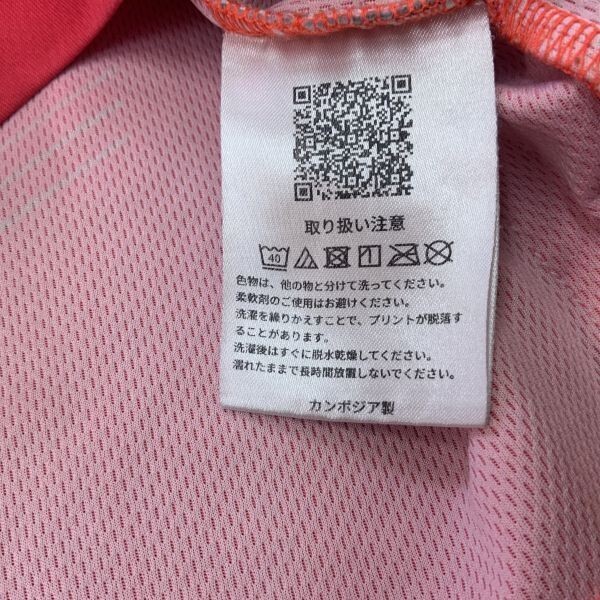 取り扱い注意
40
色物は、他の物と分けて洗ってください。
柔軟剤のご使用はお避けください。
洗濯を繰りかえすことで、プリントが脱落す
ることがあります。
洗濯後はすぐに脱水乾燥してください。
濡れたままで長時間放置しないでください。
カンボジア製